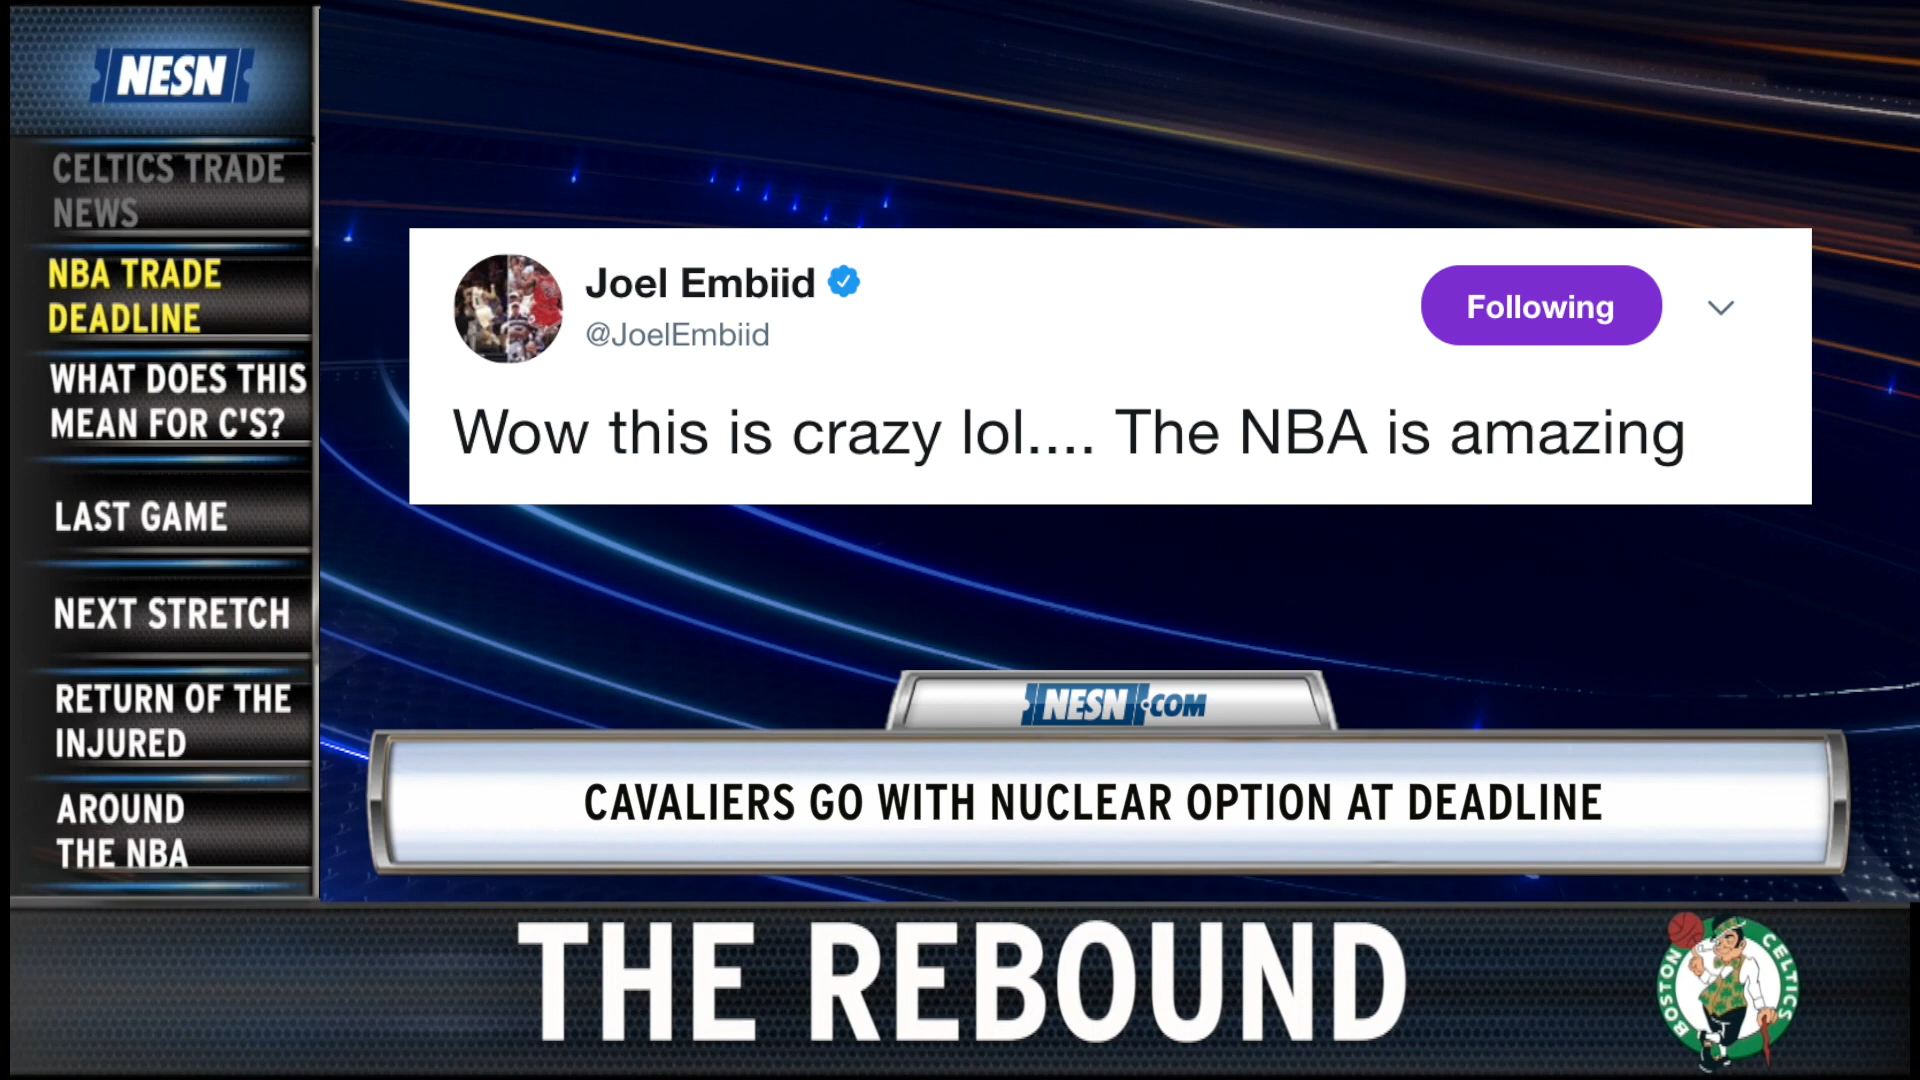 NESN
CELTICS TRADE
NEWS
NBA TRADE
DEADLINE
WHAT DOES THIS
MEAN FOR C'S?
LAST GAME
NEXT STRETCH
RETURN OF THE
INJURED
AROUND
THE NBA
Joel Embiid
@JoelEmbiid
Following
Wow this is crazy lol.... The NBA is amazing
NESN.COM
CAVALIERS GO WITH NUCLEAR OPTION AT DEADLINE
THE REBOUND
BOSTON CELTICS